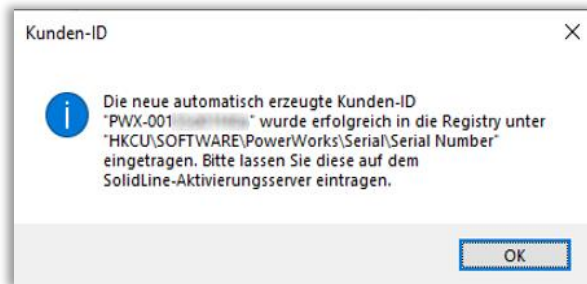 Kunden-ID
Die neue automatisch erzeugte Kunden-ID
"PWX-001 " wurde erfolgreich in die Registry unter
"HKCU\SOFTWARE\PowerWorks\Serial\Serial Number"
eingetragen. Bitte lassen Sie diese auf dem
SolidLine-Aktivierungsserver eintragen.
OK